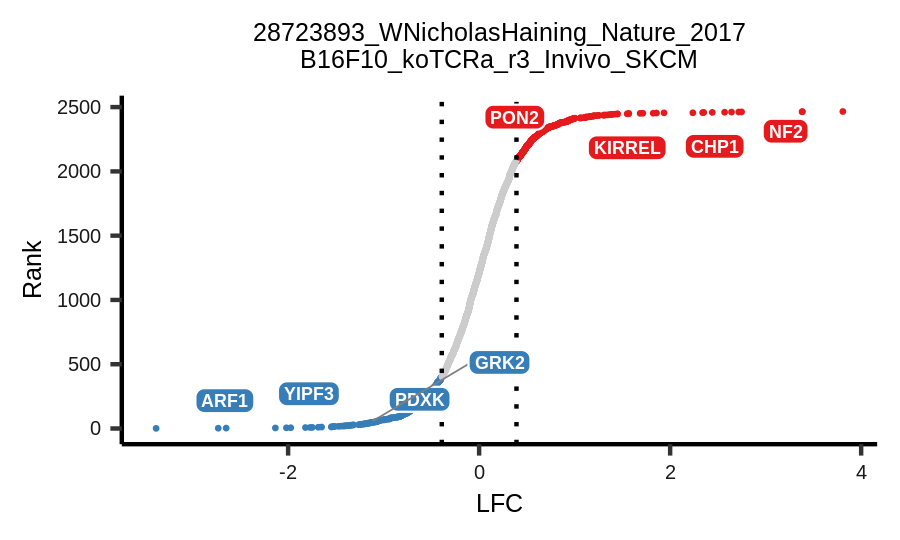 28723893_WNicholasHaining_Nature_2017
B16F10_koTCRa_r3_Invivo_SKCM
2500
2000
1500
1000
500
0
Rank
PON2
KIRREL
CHP1
NF2
GRK2
PDXK
YIPF3
ARF1
-2
0
2
4
LFC